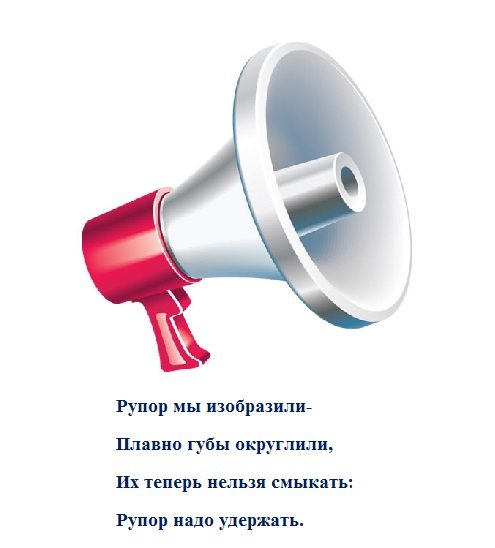 Рупор мы изобразили-
Плавно губы округлили,
Их теперь нельзя смыкать:
Рупор надо удержать.